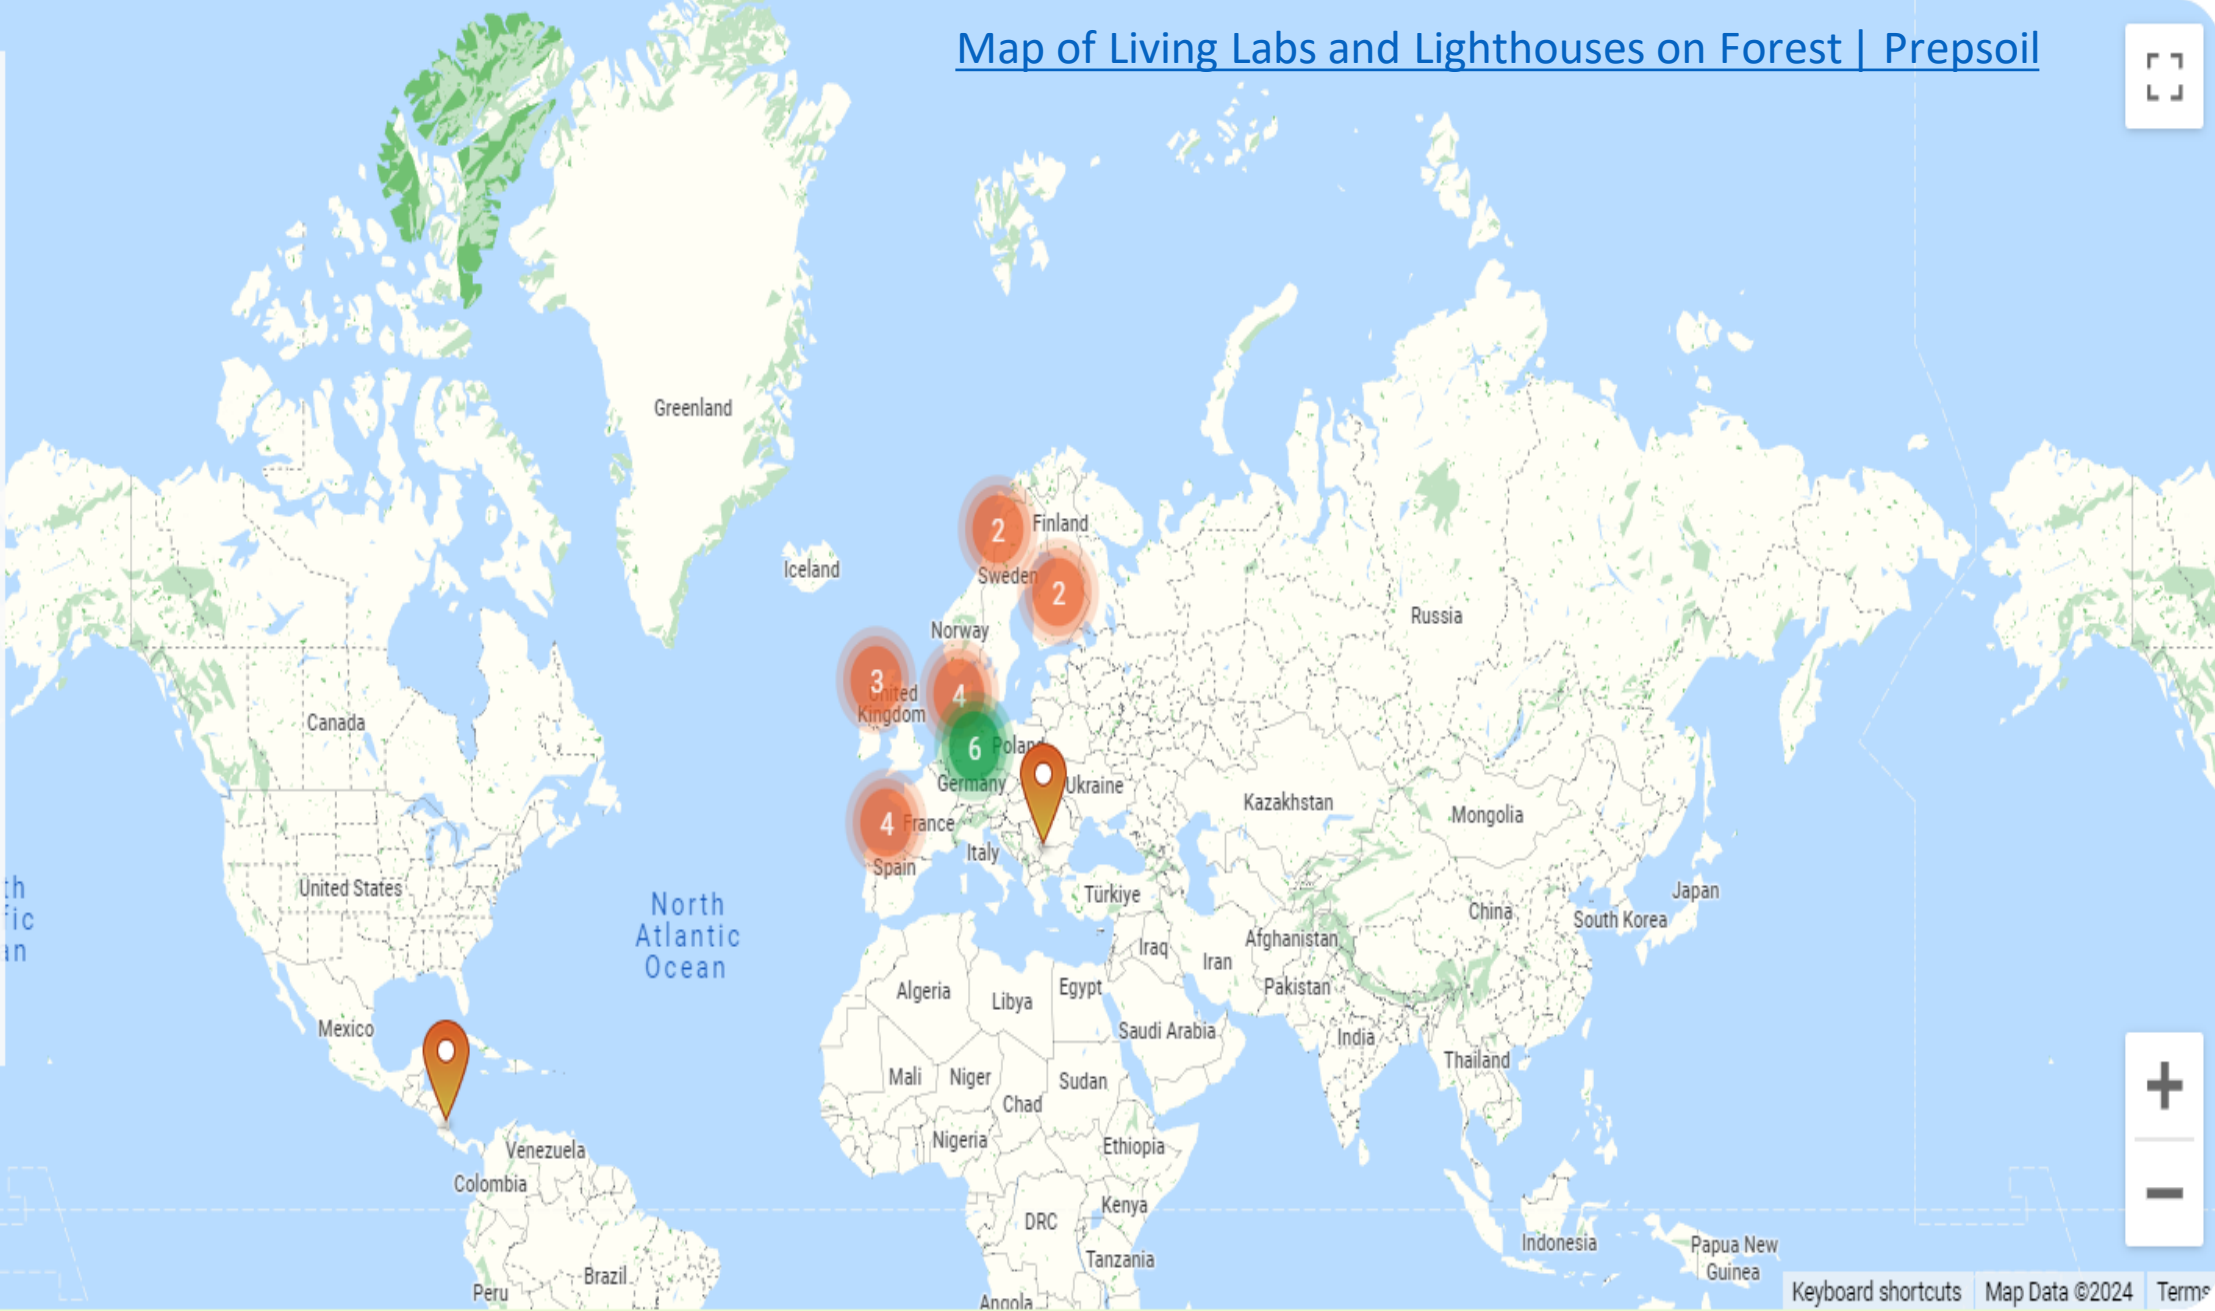 Map of Living Labs and Lighthouses on Forest | Prepsoil
Greenland
2
Finland
Iceland
Sweden
2
Russia
Norway
3
4
United
Kingdom
Canada
6
Poland
Germany
Ukraine
Kazakhstan
Mongolia
4
France
Italy
Spain
United States
Türkiye
Japan
China
South Korea
th
fic
an
North
Atlantic
Ocean
Afghanistan
Iraq
Iran
Algeria
Libya
Egypt
Pakistan
Mexico
Saudi Arabia
India
Thailand
Mali
Niger
Sudan
Chad
Nigeria
Ethiopia
Venezuela
Colombia
Kenya
DRC
Indonesia
Papua New
Guinea
Tanzania
Brazil
Peru
Angola
Keyboard shortcuts
Map Data ©2024
Terms